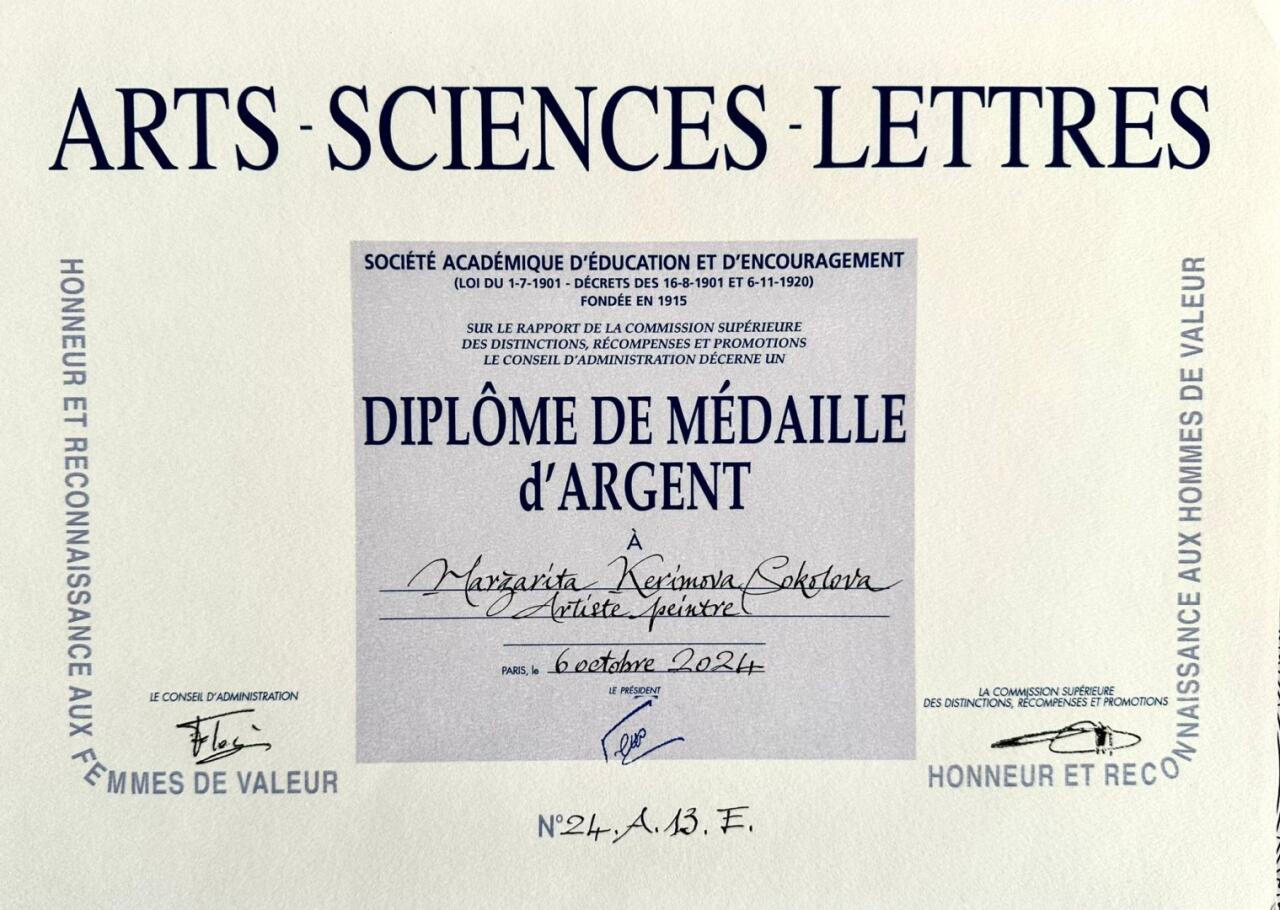 ARTS - SCIENCES - LETTRES
HONNEUR ET RECONNAISSANCE AUX FEMMES DE VALEUR
SOCIÉTÉ ACADÉMIQUE D'ÉDUCATION ET D'ENCOURAGEMENT
(LOI DU 1-7-1901 - DÉCRETS DES 16-8-1901 ET 6-11-1920)
FONDÉE EN 1915
SUR LE RAPPORT DE LA COMMISSION SUPÉRIEURE
DES DISTINCTIONS, RÉCOMPENSES ET PROMOTIONS
LE CONSEIL D'ADMINISTRATION DÉCERNE UN
DIPLÔME DE MÉDAILLE
d'ARGENT
À
Margarita Kerimova Sokolova
Artiste peintre
PARIS, le 6 octobre 2024
LE PRÉSIDENT
LE CONSEIL D'ADMINISTRATION
LA COMMISSION SUPÉRIEURE
DES DISTINCTIONS, RÉCOMPENSES ET PROMOTIONS
HONNEUR ET RECONNAISSANCE AUX HOMMES DE VALEUR
N° 24. A. 13. E.